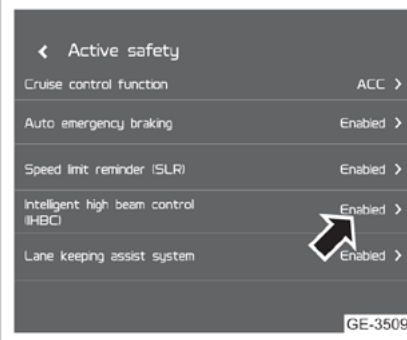 Active safety
Cruise control function ACC
Auto emergency braking Enabled
Speed limit reminder (SLR) Enabled
Intelligent high beam control Enabled
(IHBC)
Lane keeping assist system Enabled
GE-3509